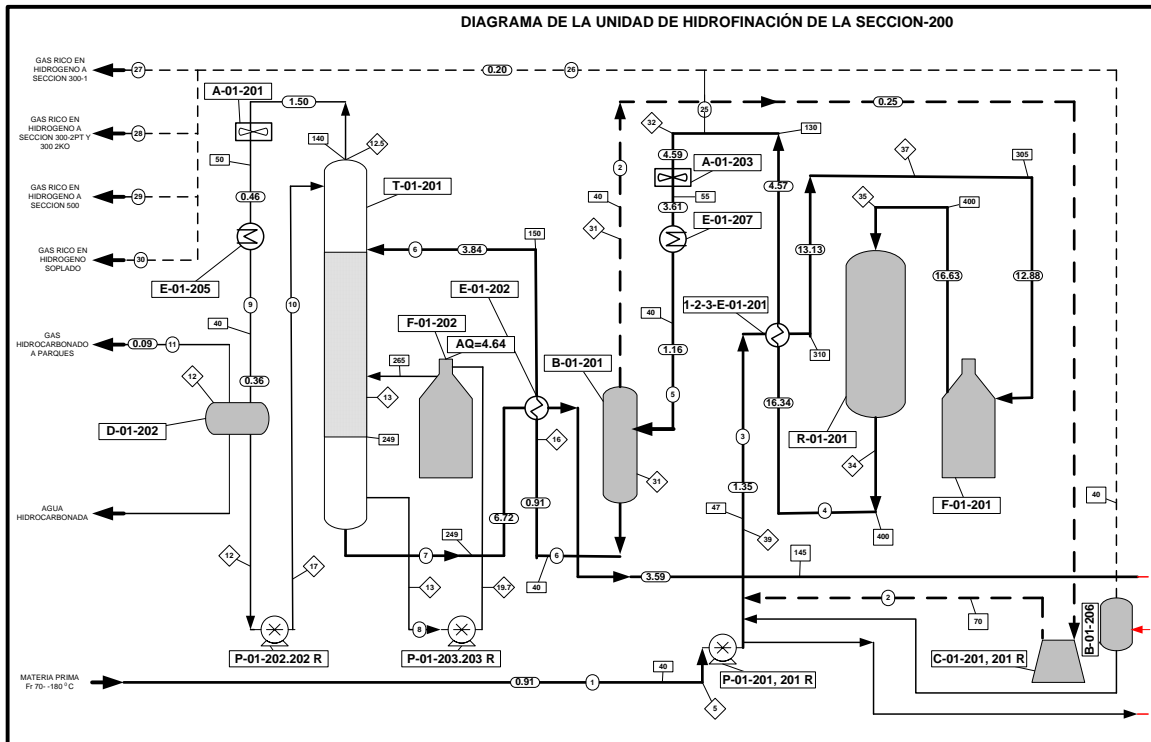 DIAGRAMA DE LA UNIDAD DE HIDROFINACIÓN DE LA SECCION-200
GAS RICO EN
HIDROGENO A
SECCION 300-1
27
0.20
26
A-01-201
1.50
GAS RICO EN
HIDROGENO A
SECCIÓN 300-2PT Y
300 2KO
28
50
140
12.5
T-01-201
25
32
130
0.25
4.59
A-01-203
2
40
55
3.61
4.57
37
305
35
400
GAS RICO EN
HIDROGENO A
SECCION 500
29
0.46
10
31
E-01-207
13.13
16.63
12.88
GAS RICO EN
HIDROGENO
SOPLADO
30
E-01-205
6
3.84
150
E-01-202
9
40
1-2-3-E-01-201
310
GAS
HIDROCARBONADO
A PARQUES
0.09
11
40
F-01-202
AQ=4.64
265
B-01-201
1.16
5
0.36
12
13
D-01-202
249
16
16.34
3
R-01-201
34
31
F-01-201
1.35
40
AGUA
HIDROCARBONADA
6.72
0.91
47
39
4
400
7
249
6
40
145
12
17
13
19.7
3.59
2
70
8
P-202.202 R
P-01-203.203 R
P-01-201, 201 R
C-01-201, 201 R
B-01-206
MATERIA PRIMA
Fr 70- -180 °C
0.91
1
40
5